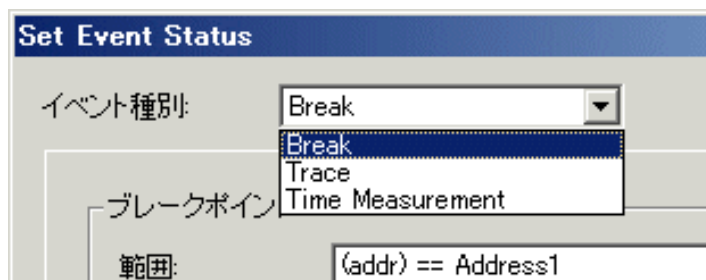 Set Event Status
イベント種別: Break
Break
Trace
Time Measurement
ブレークポイン
範囲: (addr) == Address1